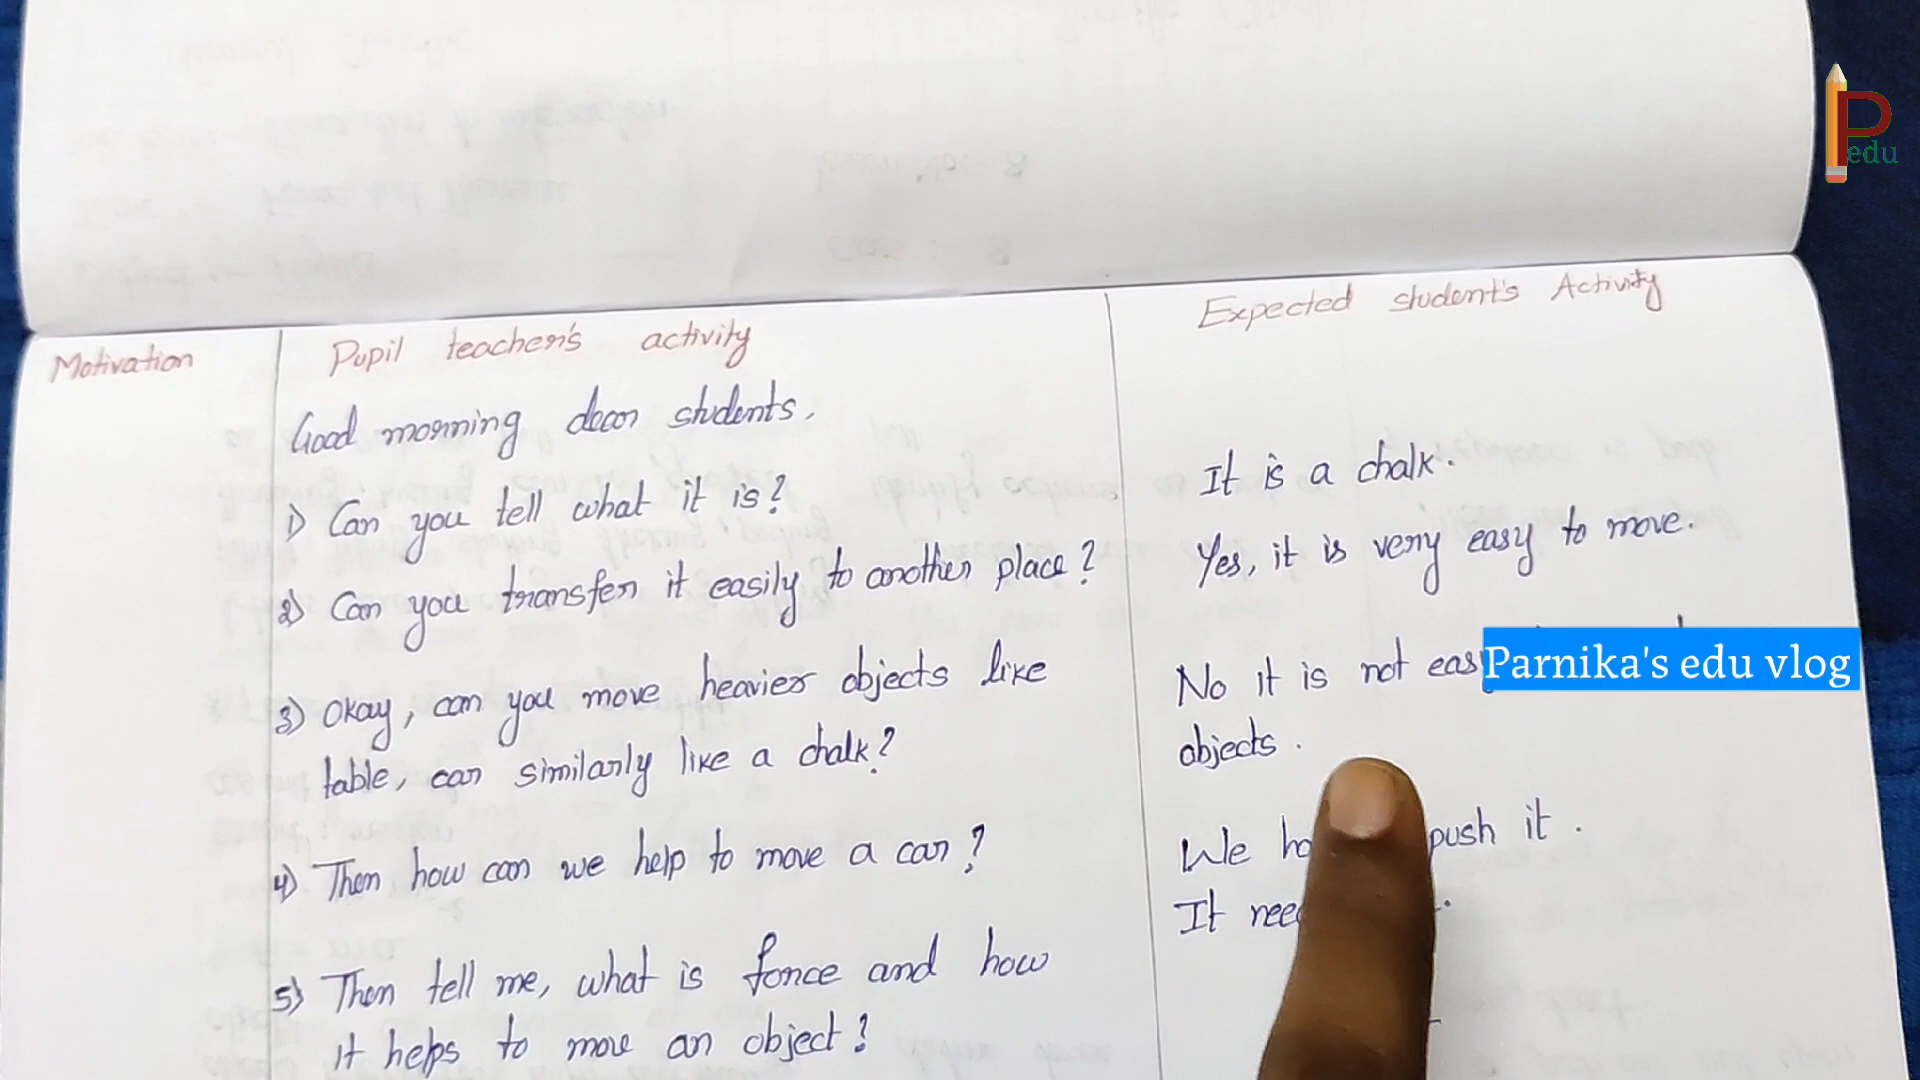 P
edu
Motivation
Pupil teacher's activity
Expected student's Activity
Good morning dear students.
1) Can you tell what it is?
It is a chalk.
2) Can you transfer it easily to another place?
Yes, it is very easy to move.
3) Okay, can you move heavier objects like
table, car similarly like a chalk?
No it is not easy
objects.
Parnika's edu vlog
4) Then how can we help to move a car?
We push it.
It
5) Then tell me, what is force and how
it helps to move an object?